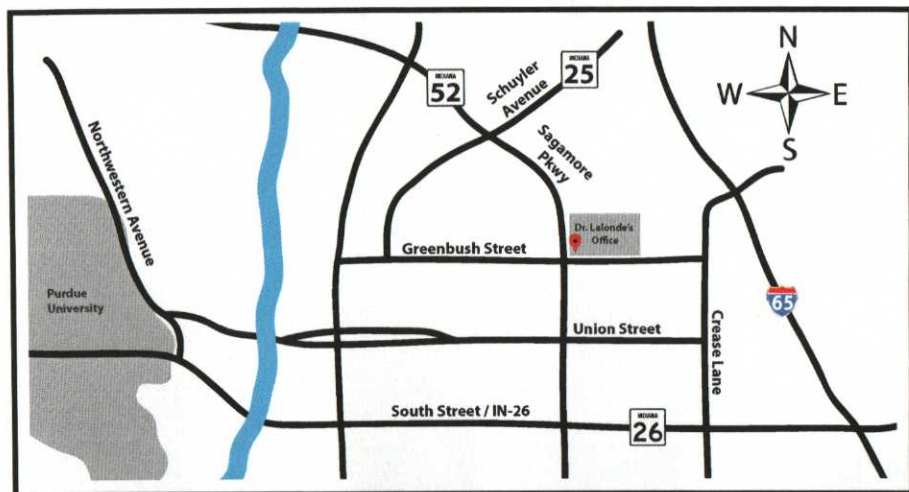 N
W E
S
INDIANA
52
INDIANA
25
Schuyler
Avenue
Sagamore
Pkwy
Northwestern Avenue
Dr. Lalonde's
Office
Greenbush Street
Purdue
University
65
Union Street
Crease Lane
South Street / IN-26
INDIANA
26